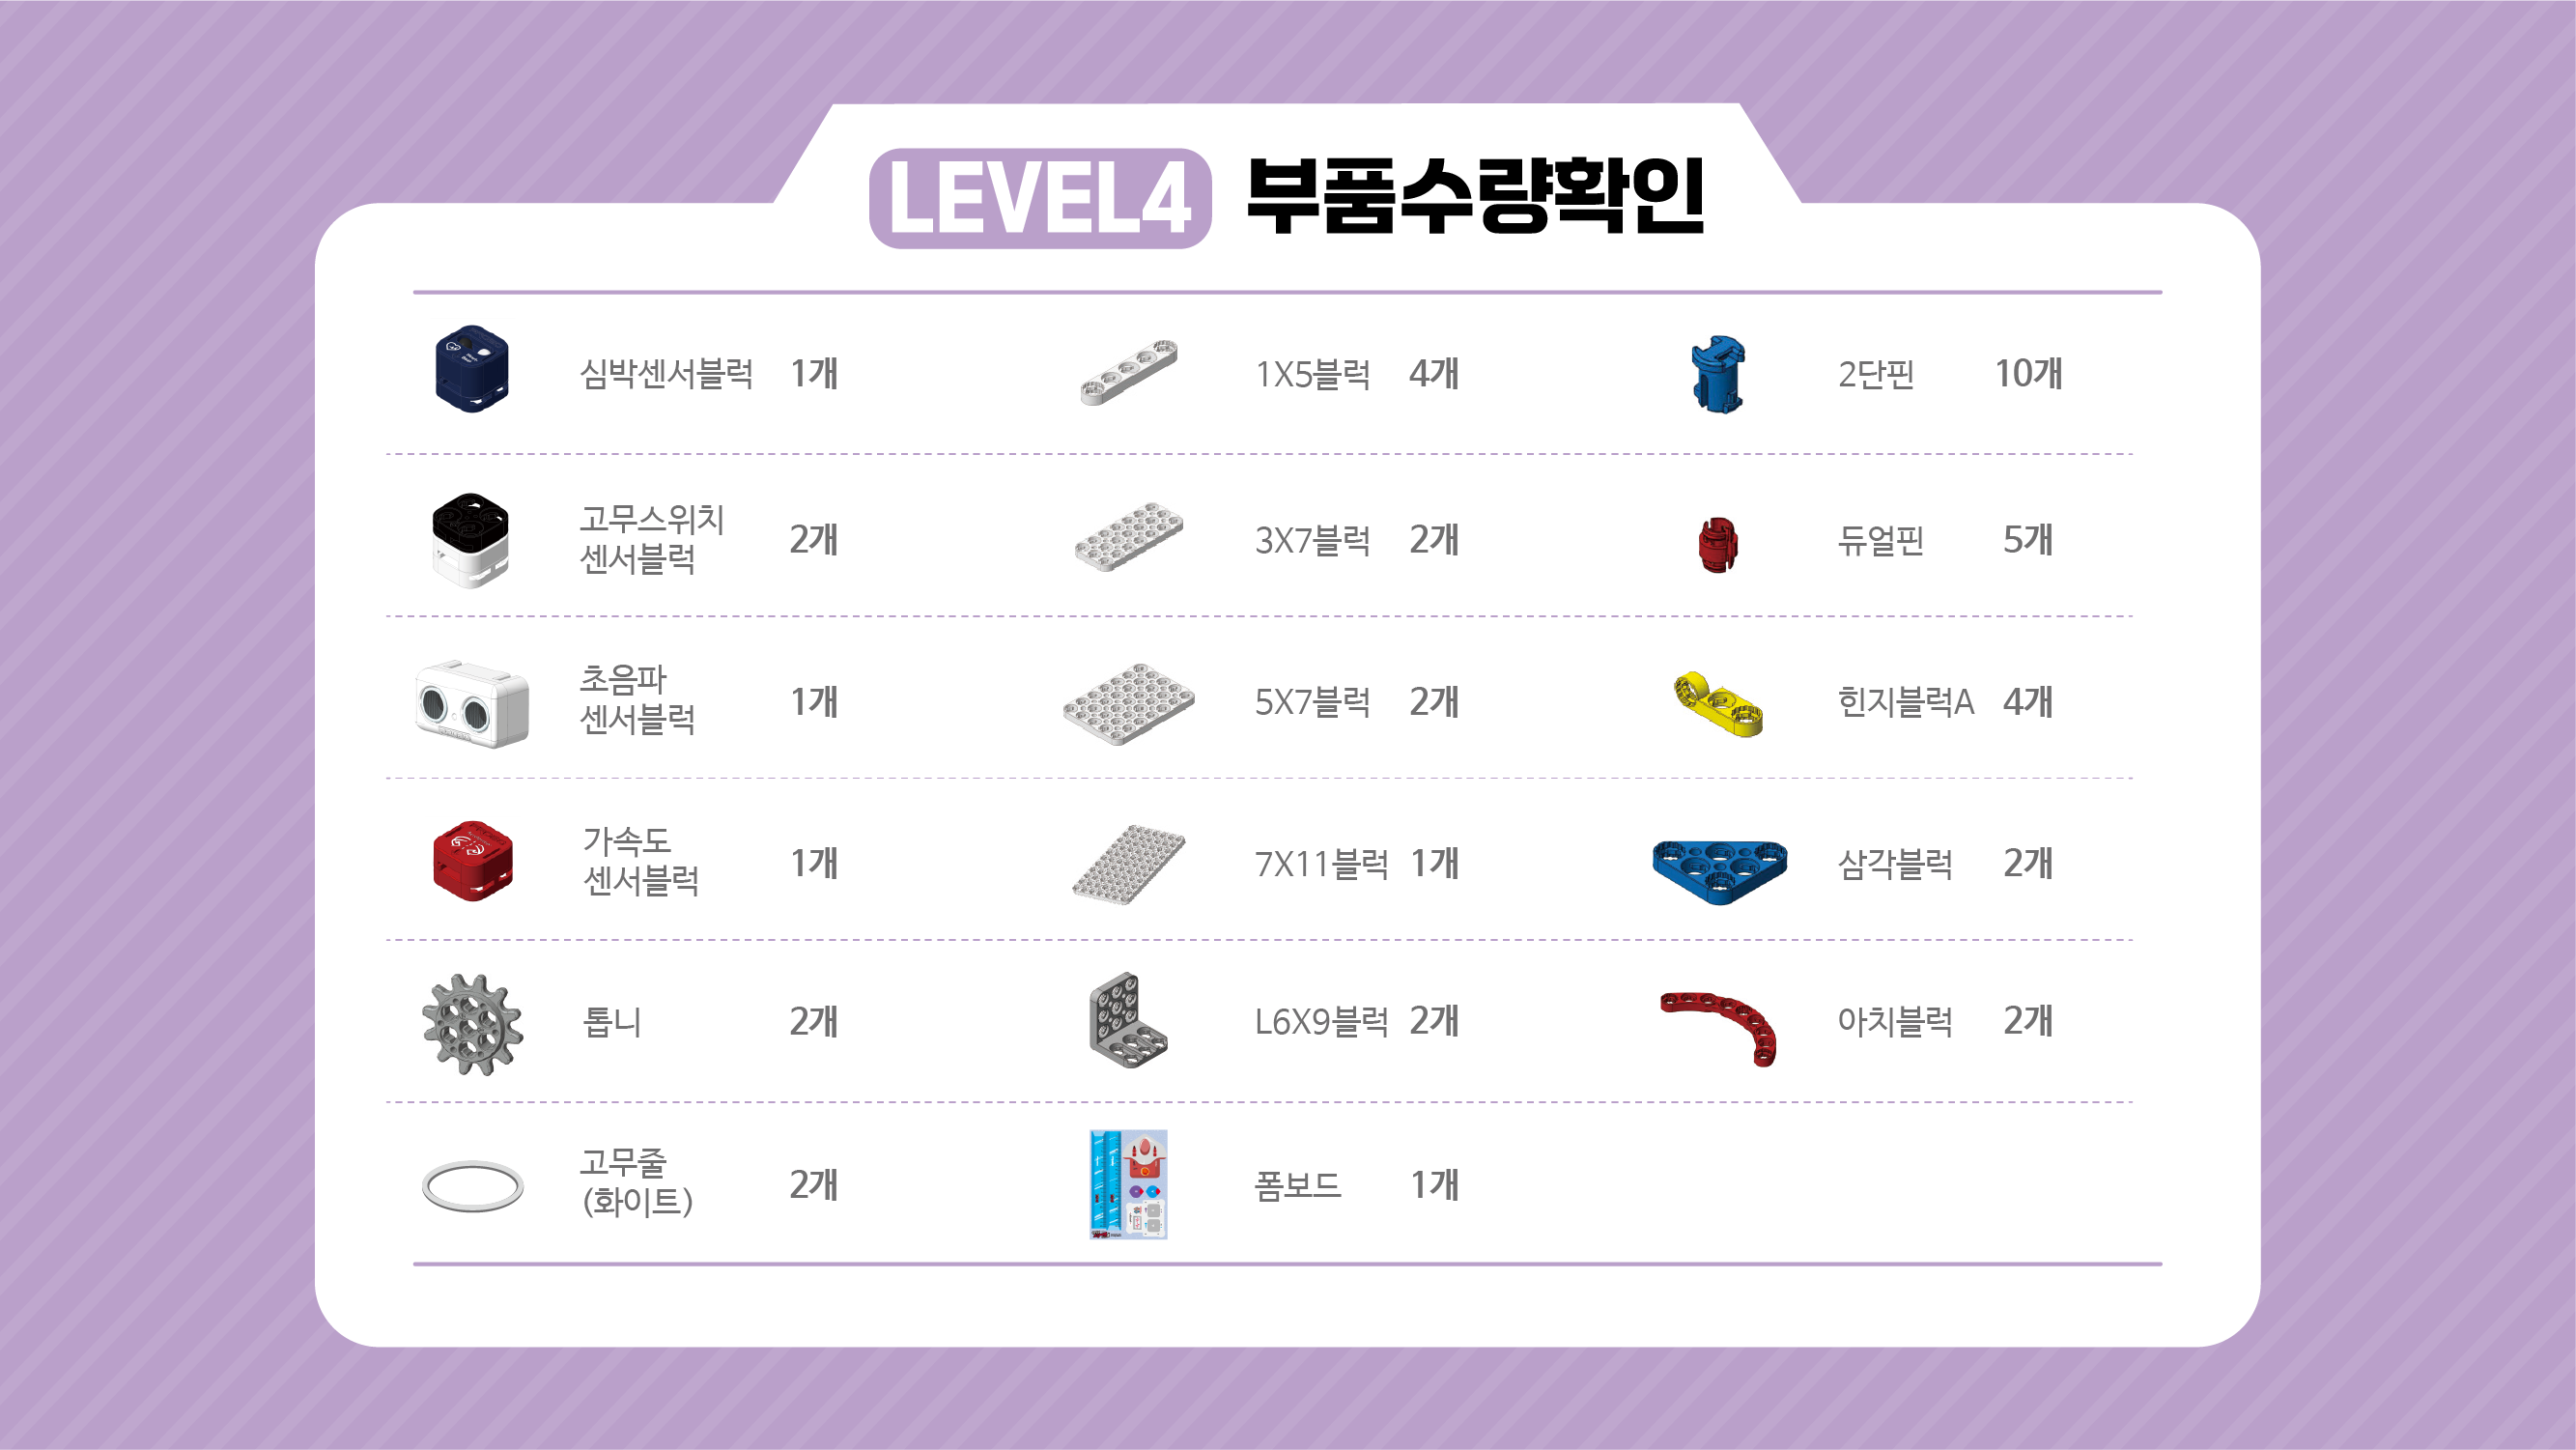 LEVEL4 부품수량확인
심박센서블럭 1개
1X5블럭 4개
2단핀 10개
고무스위치
센서블럭 2개
3X7블럭 2개
듀얼핀 5개
초음파
센서블럭 1개
5X7블럭 2개
힌지블럭A 4개
가속도
센서블럭 1개
7X11블럭 1개
삼각블럭 2개
톱니 2개
L6X9블럭 2개
아치블럭 2개
고무줄
(화이트) 2개
폼보드 1개